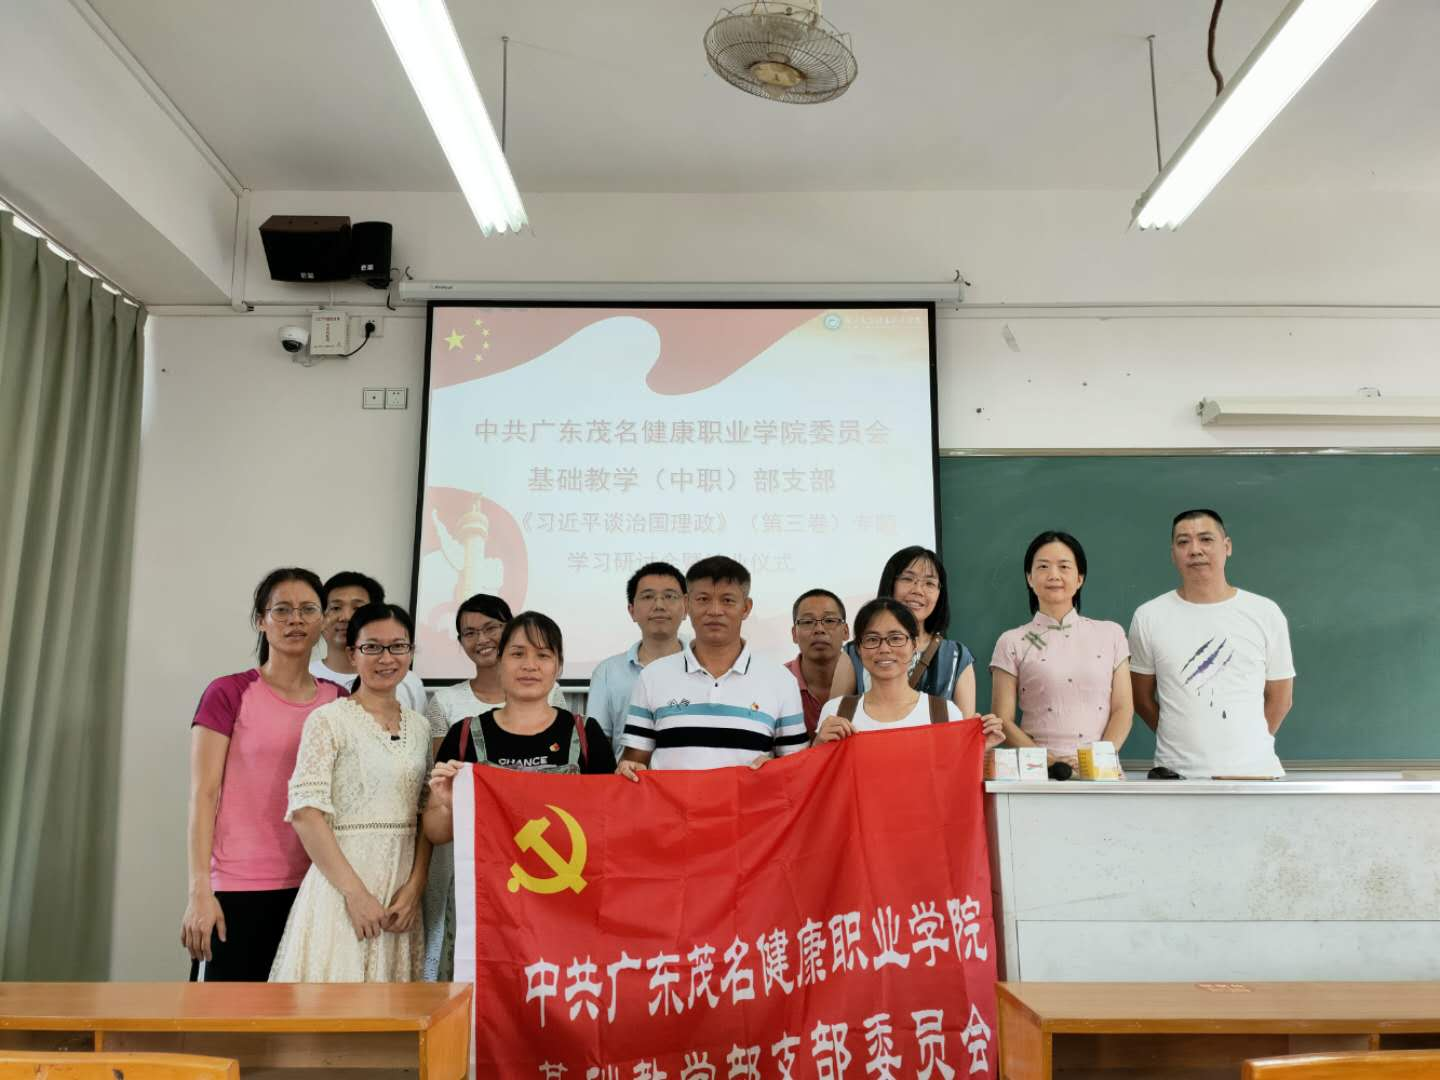 中共广东茂名健康职业学院委员会
基础教学（中职）部支部
《习近平谈治国理政》（第三卷）专题
学习研讨会暨
仪式
CHANCE
中共广东茂名健康职业学院
基础教学部支部委员会